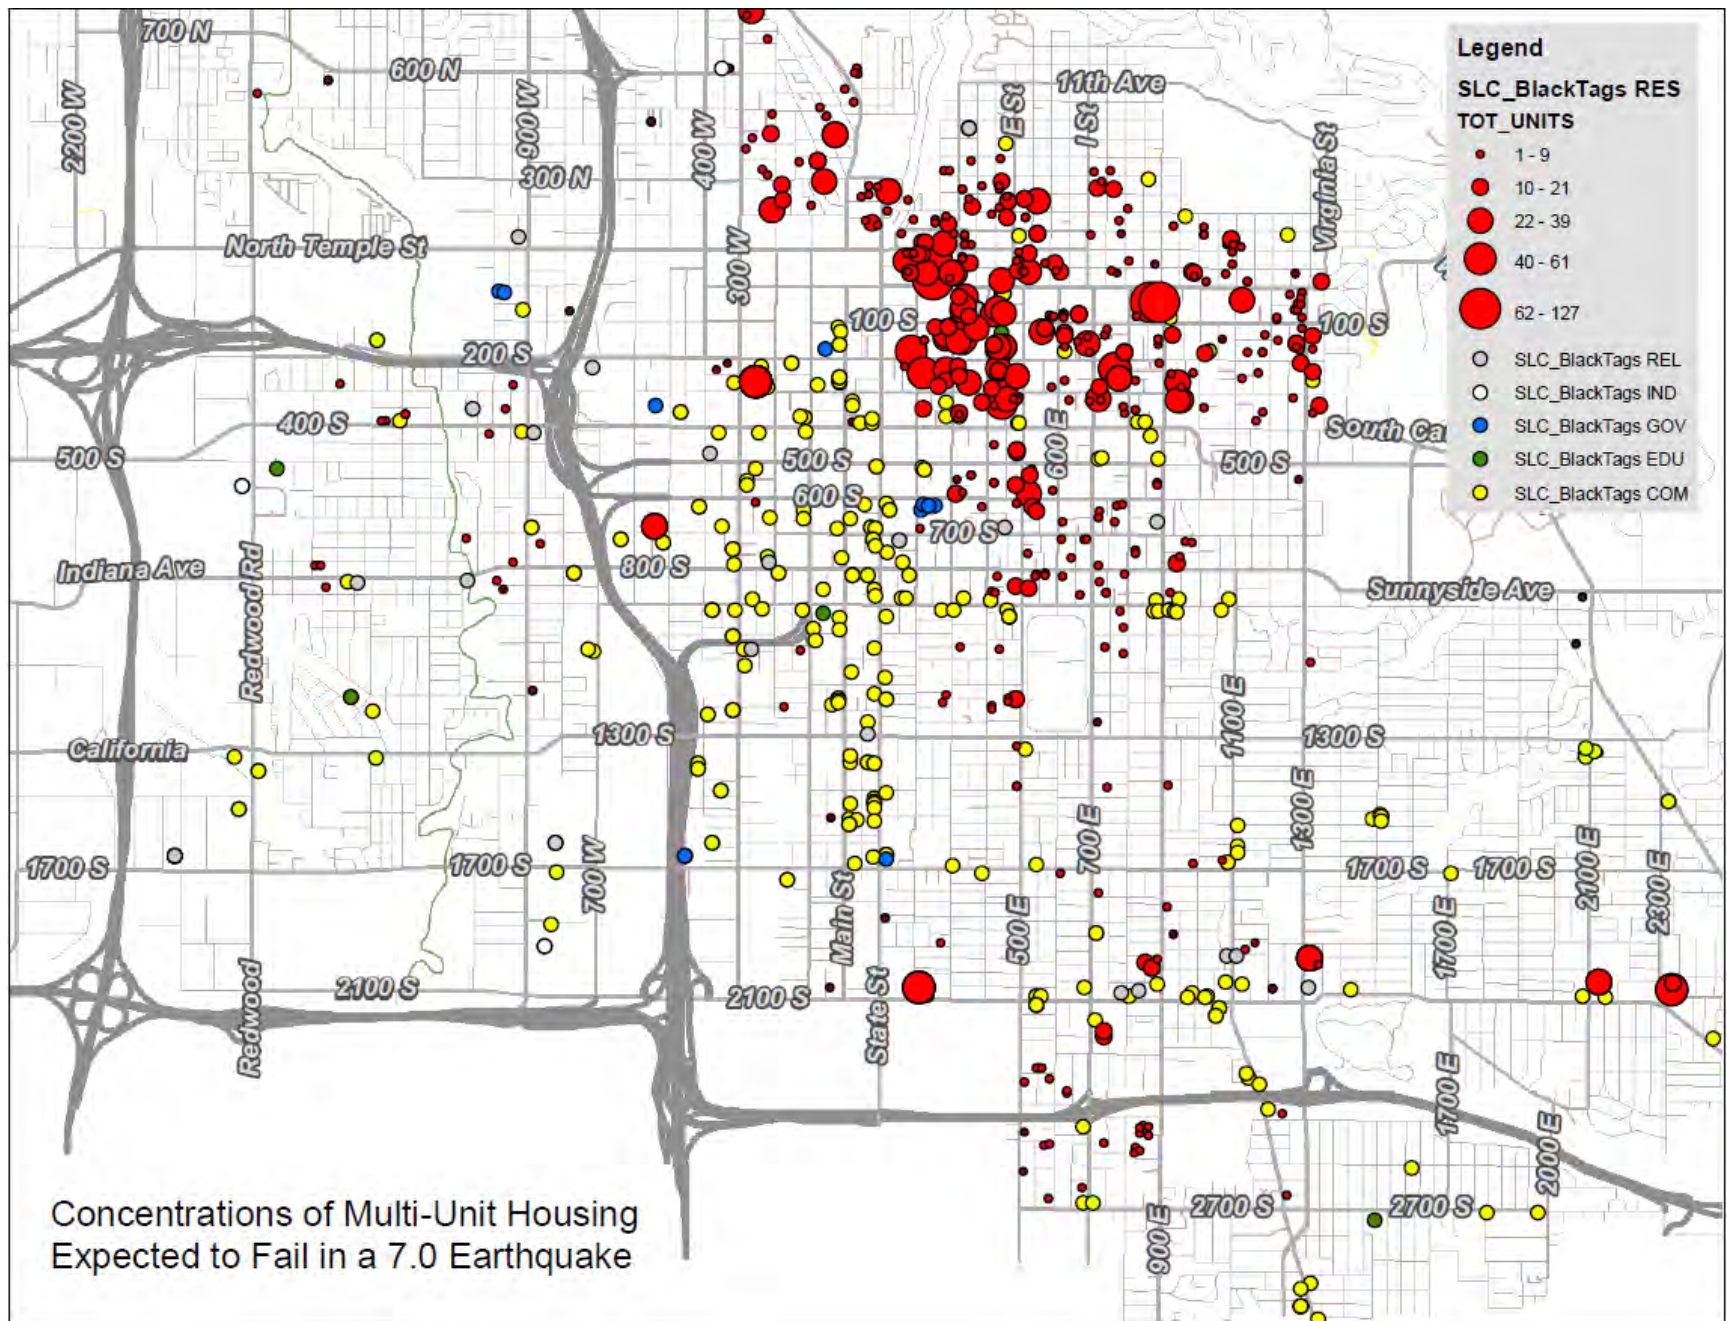 700 N
600 N
11th Ave
2200 W
900 W
400 W
E St
I St
Virginia St
300 N
North Temple St
300 W
100 S
100 S
200 S
400 S
600 E
South Ca
500 S
500 S
500 S
600 S
700 S
Indiana Ave
800 S
Sunnyside Ave
Redwood Rd
1100 E
California
1300 S
1300 S
1300 E
700 E
1700 S
1700 S
700 W
1700 S
1700 S
2100 E
2300 E
Main St
500 E
1700 E
2100 S
2100 S
Redwood
State St
1700 E
2000 E
900 E
2700 S
2700 S
Legend
SLC_BlackTags RES
TOT_UNITS
1 - 9
10 - 21
22 - 39
40 - 61
62 - 127
SLC_BlackTags REL
SLC_BlackTags IND
SLC_BlackTags GOV
SLC_BlackTags EDU
SLC_BlackTags COM
Concentrations of Multi-Unit Housing
Expected to Fail in a 7.0 Earthquake